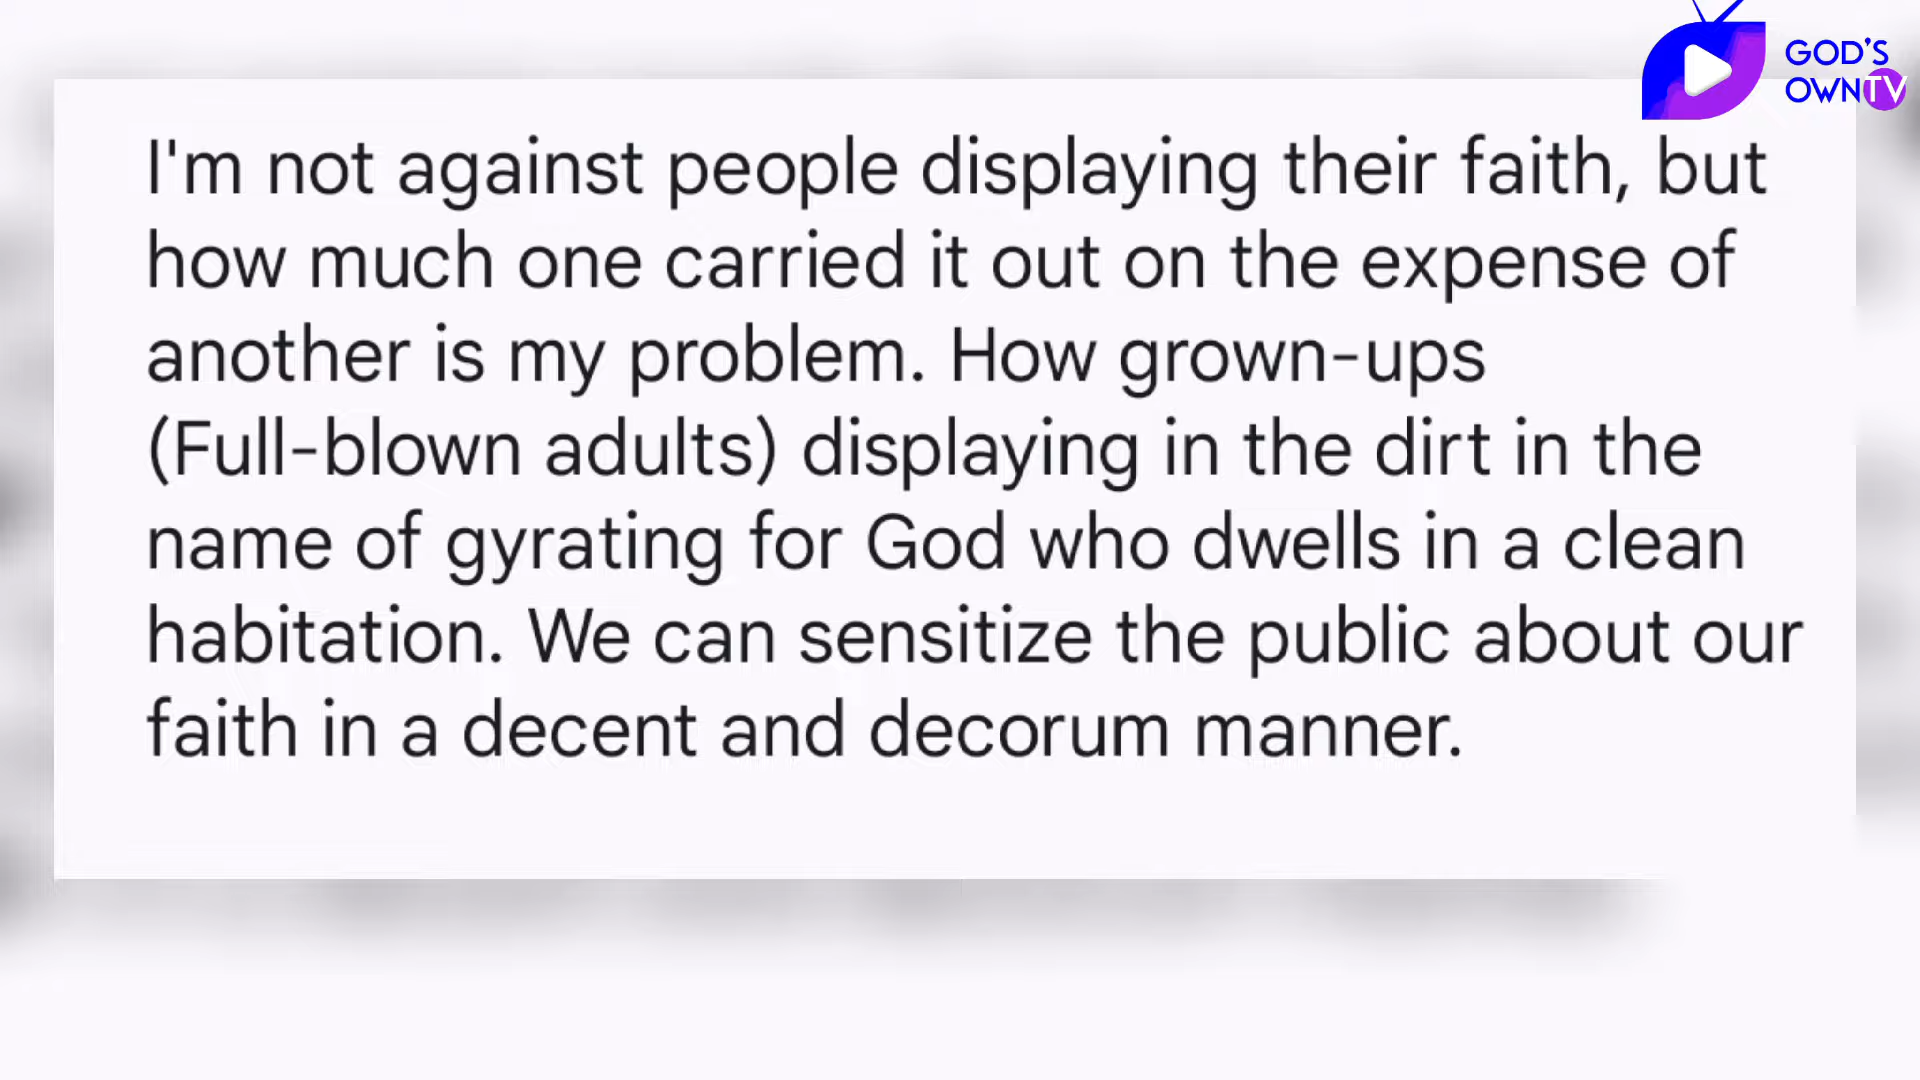 GOD'S
OWNTV
I'm not against people displaying their faith, but
how much one carried it out on the expense of
another is my problem. How grown-ups
(Full-blown adults) displaying in the dirt in the
name of gyrating for God who dwells in a clean
habitation. We can sensitize the public about our
faith in a decent and decorum manner.